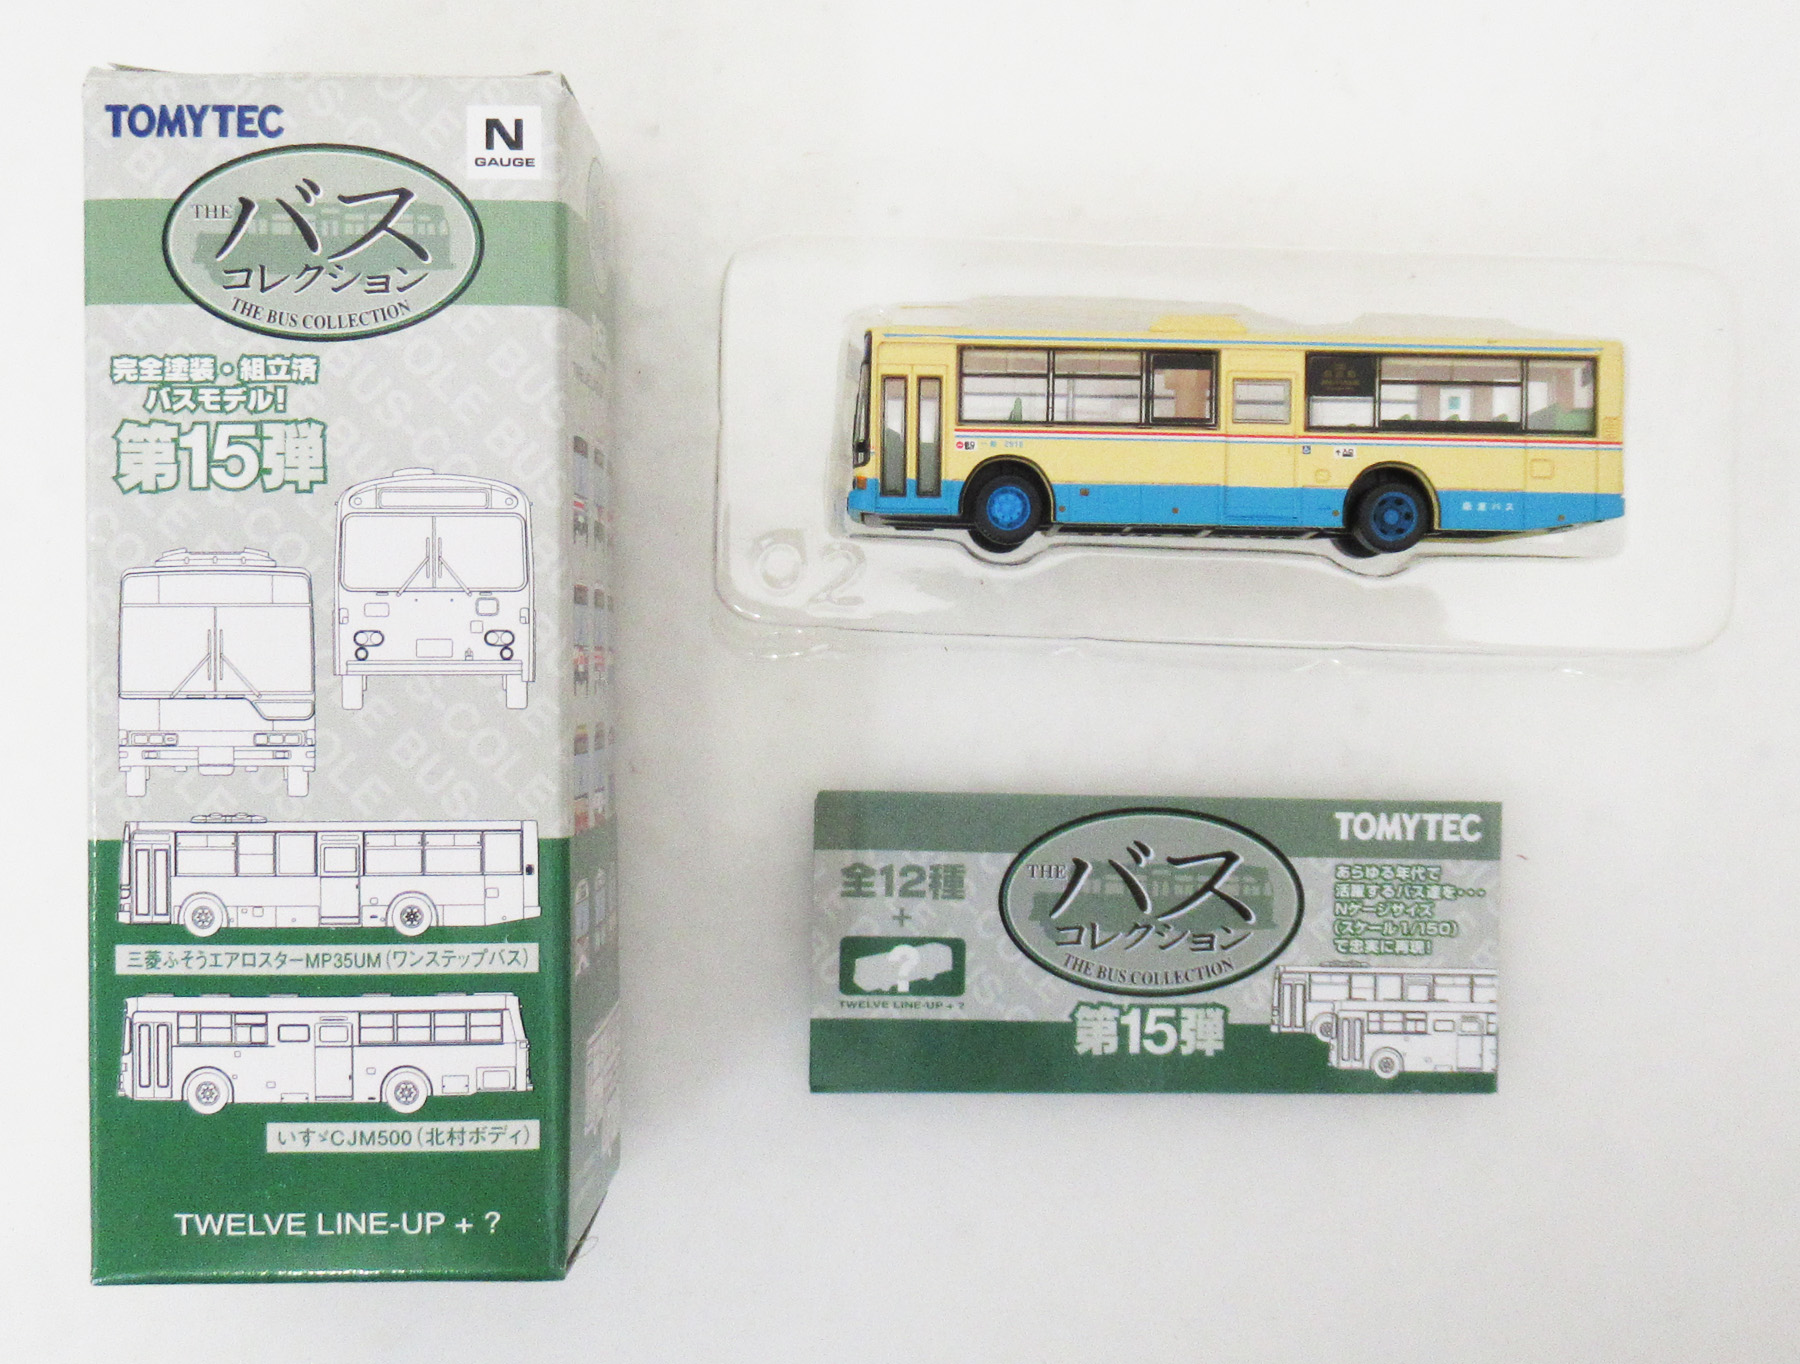 TOMYTEC
N
GAUGE
THE バス
コレクション
THE BUS COLLECTION
完全塗装・組立済
バスモデル!
第15弾
三菱ふそうエアロスターMP35UM(ワンステップバス)
いすゞCJM500(北村ボディ)
TWELVE LINE-UP + ?
02
TOMYTEC
全12種
+
?
TWELVE LINE-UP + ?
THE バス
コレクション
THE BUS COLLECTION
第15弾
あらゆる年代で
活躍するバス達を・・・
Nゲージサイズ
(スケール1/150)
で忠実に再現!